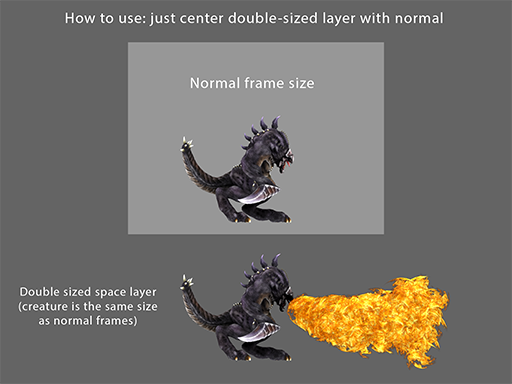 How to use: just center double-sized layer with normal
Normal frame size
Double sized space layer
(creature is the same size
as normal frames)